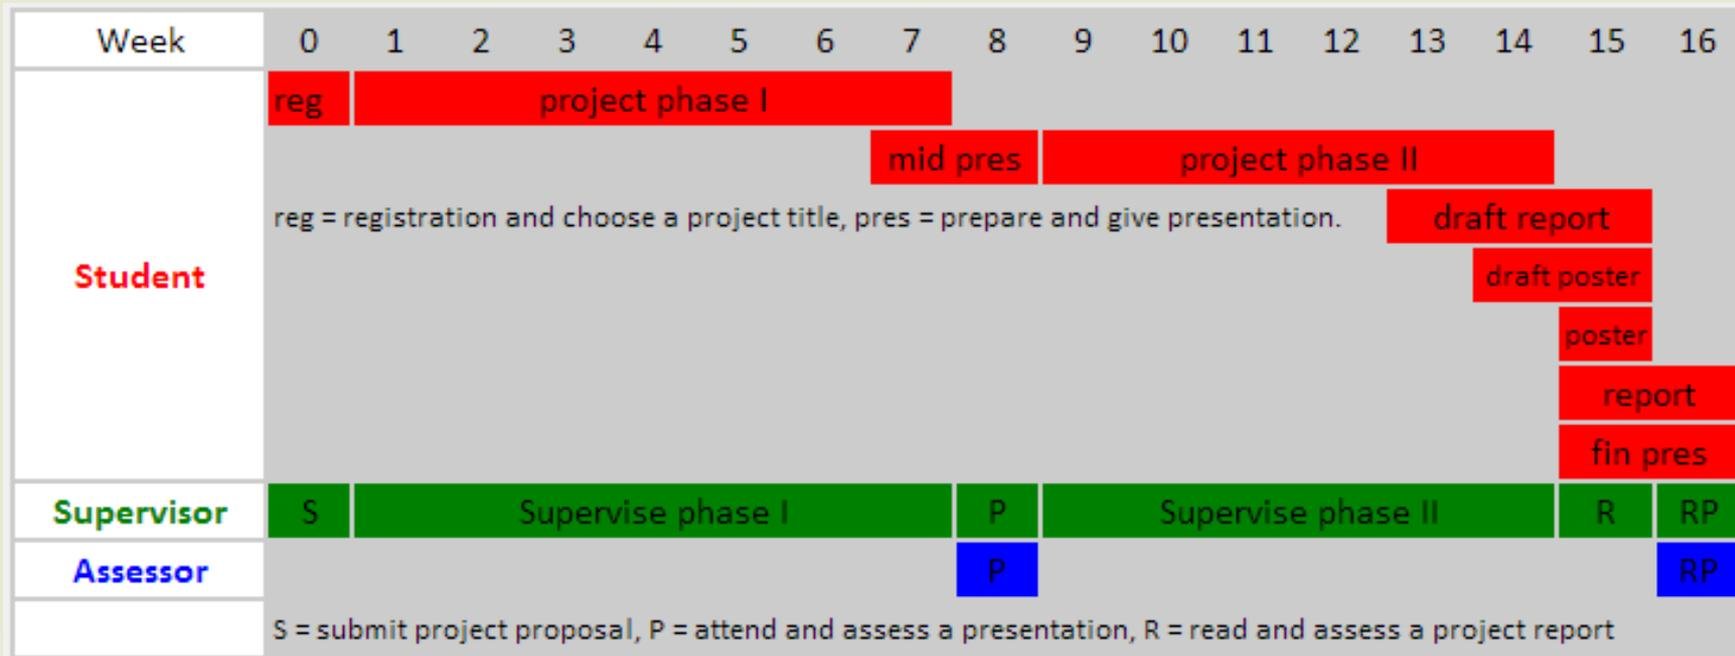 Week 0 1 2 3 4 5 6 7 8 9 10 11 12 13 14 15 16
reg project phase I
mid pres project phase II
reg = registration and choose a project title, pres = prepare and give presentation. draft report
Student draft poster
poster
report
fin pres
Supervisor S Supervise phase I P Supervise phase II R RP
Assessor P RP
S = submit project proposal, P = attend and assess a presentation, R = read and assess a project report